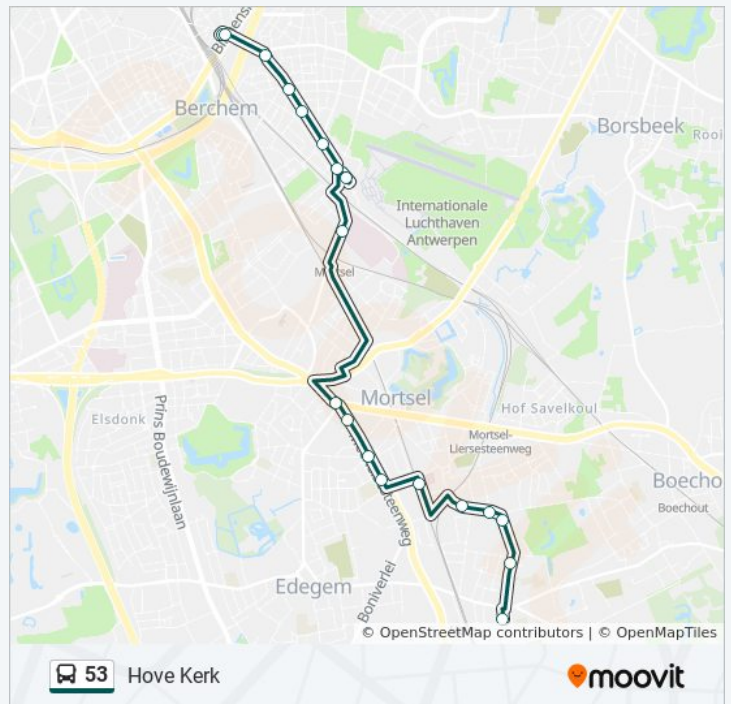 Berchem
Borsbeek
Internationale
Luchthaven
Antwerpen
Mortsel
Mortsel
Prins Boudewijnlaan
Elsdonk
Hof Savelkoul
Mortsel-
Liersesteenweg
Boecho
Boechout
Edegem
Boniverlei
© OpenStreetMap contributors | © OpenMapTiles
53 Hove Kerk
moovit